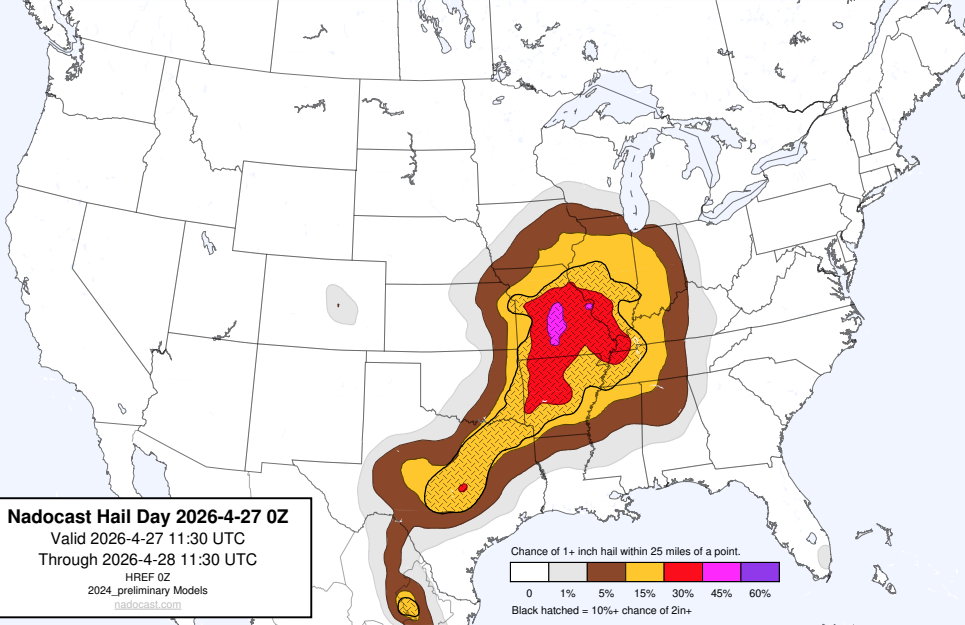 Nadocast Hail Day 2026-4-27 0Z
Valid 2026-4-27 11:30 UTC
Through 2026-4-28 11:30 UTC
HREF 0Z
2024_preliminary Models
nadocast.com
Chance of 1+ inch hail within 25 miles of a point.
0 1% 5% 15% 30% 45% 60%
Black hatched = 10%+ chance of 2in+